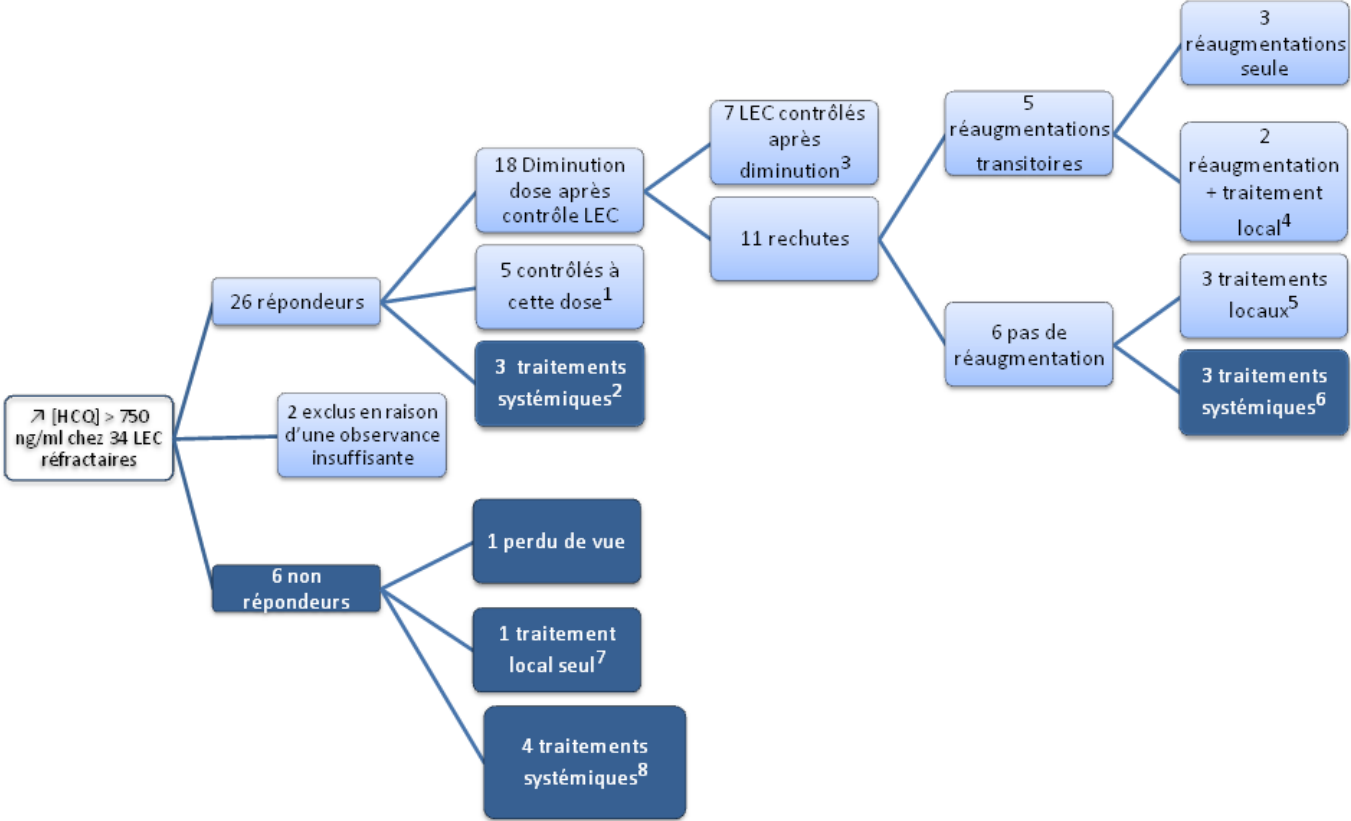 ↗ [HCQ] > 750
ng/ml chez 34 LEC
réfractaires
26 répondeurs
2 exclus en raison
d'une observance
insuffisante
6 non
répondeurs
18 Diminution
dose après
contrôle LEC
5 contrôlés à
cette dose1
3 traitements
systémiques2
1 perdu de vue
1 traitement
local seul7
4 traitements
systémiques8
7 LEC contrôlés
après
diminution3
11 rechutes
5
réaugmentations
transitoires
6 pas de
réaugmentation
3
réaugmentations
seule
2
réaugmentation
+ traitement
local4
3 traitements
locaux5
3 traitements
systémiques6